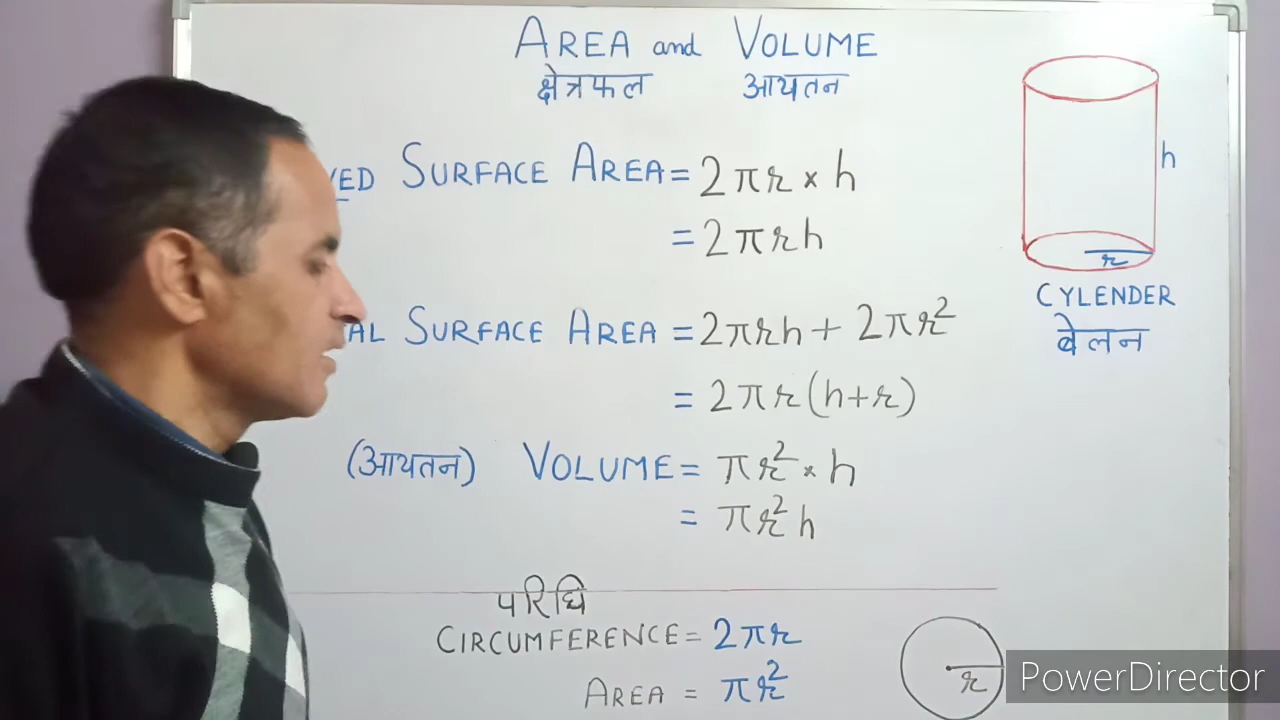 AREA and VOLUME
क्षेत्रफल आयतन
VED SURFACE AREA = 2πr × h
= 2πrh
AL SURFACE AREA = 2πrh + 2πr²
= 2πr(h+r)
(आयतन) VOLUME = πr² × h
= πr²h
परिधि
CIRCUMFERENCE = 2πr
AREA = πr²
h
r
CYLENDER
बेलन
r
PowerDirector